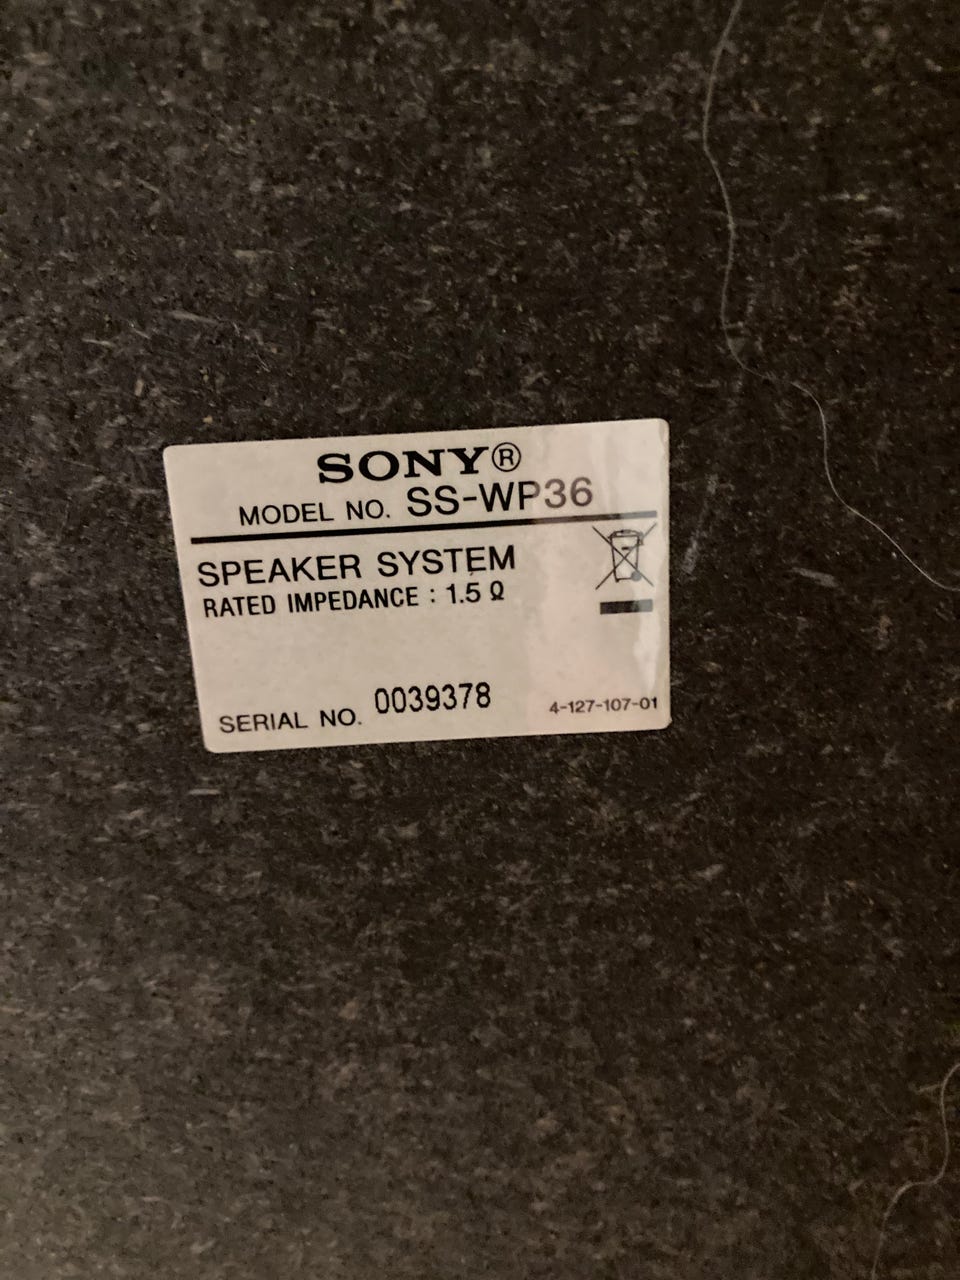 SONY®
MODEL NO. SS-WP36
SPEAKER SYSTEM
RATED IMPEDANCE : 1.5 Ω
SERIAL NO. 0039378
4-127-107-01